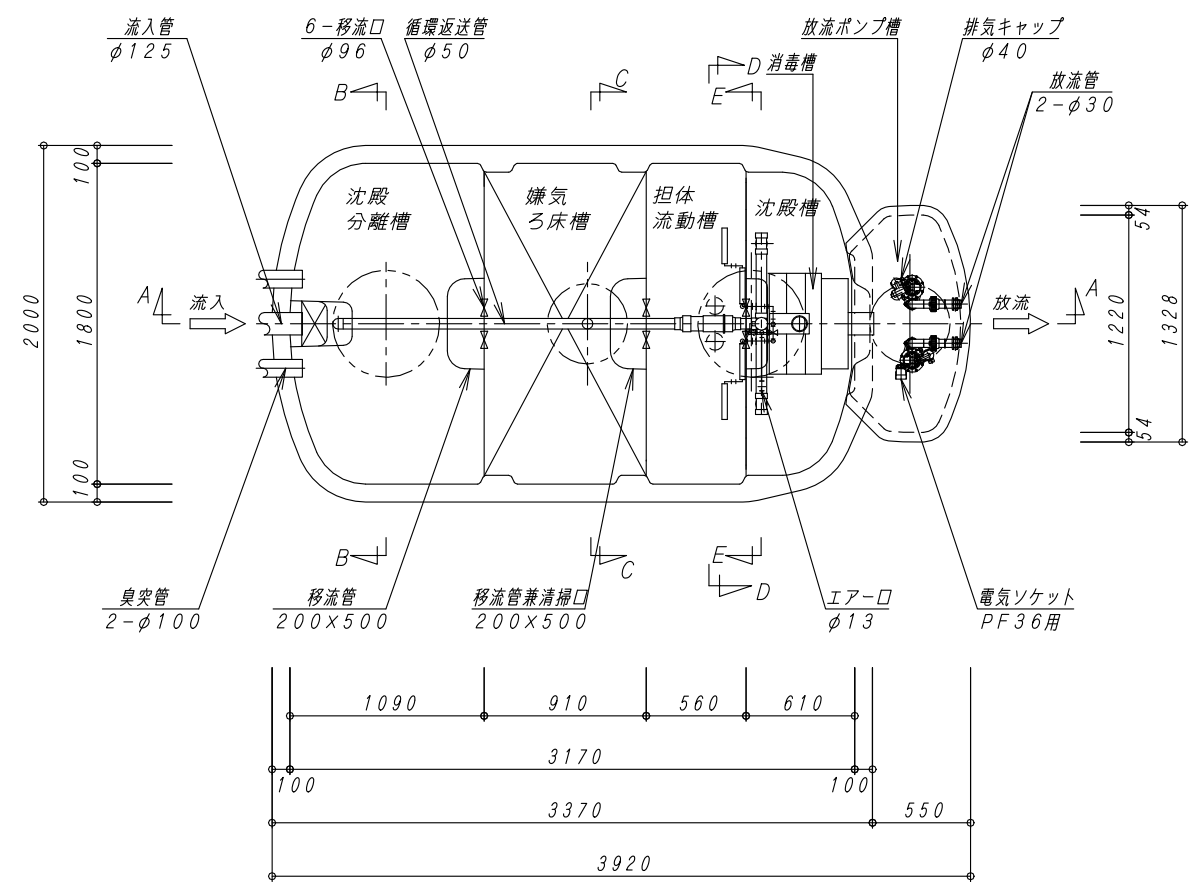 流入管
φ125
6-移流口
φ96
循環返送管
φ50
放流ポンプ槽
排気キャップ
φ40
消毒槽
放流管
2-φ30
B
C
D
E
100
沈殿
分離槽
嫌気
ろ床槽
担体
流動槽
沈殿槽
54
2000
1800
A
流入
放流
A
1220
1328
100
54
B
C
E
D
臭突管
2-φ100
移流管
200×500
移流管兼清掃口
200×500
エアー口
φ13
電気ソケット
PF36用
1090
910
560
610
3170
100
100
3370
550
3920